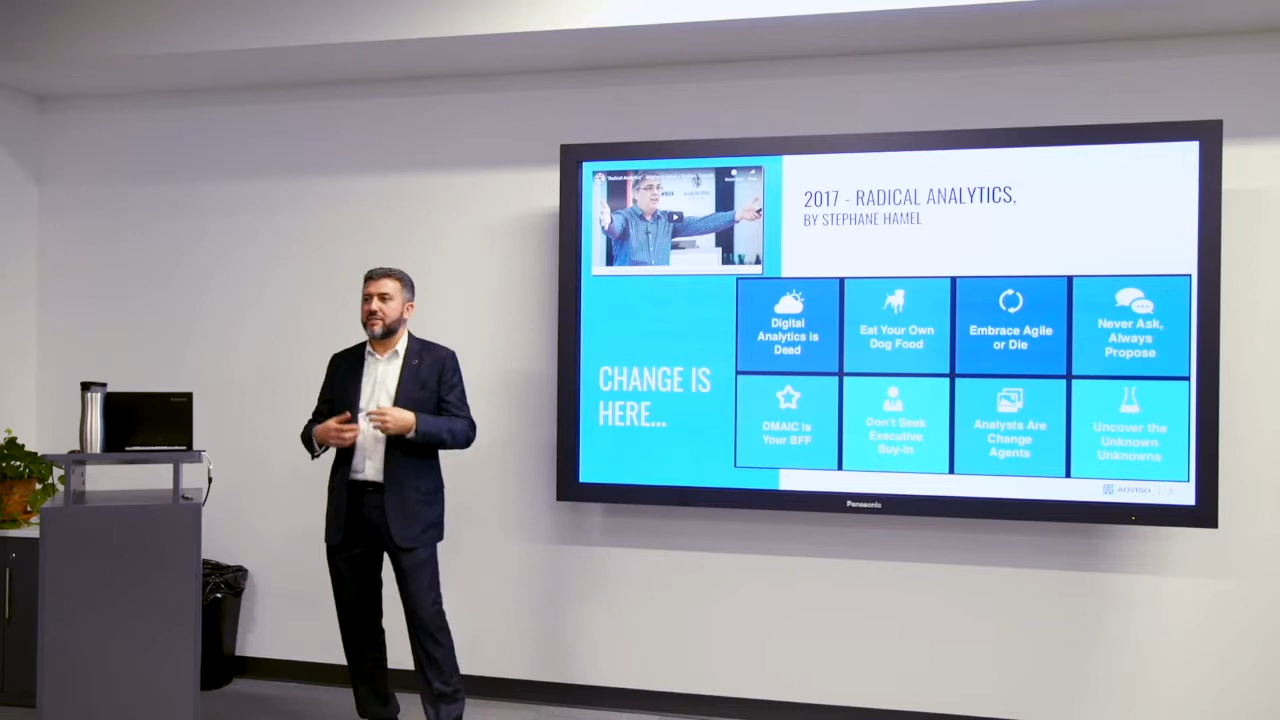 "Radical Analytics" -
2017 - RADICAL ANALYTICS,
BY STEPHANE HAMEL
CHANGE IS
HERE...
Digital
Analytics is
Dead
Eat Your Own
Dog Food
Embrace Agile
or Die
Never Ask,
Always
Propose
DMAIC is
Your BFF
Don't Seek
Executive
Buy-in
Analysts Are
Change
Agents
Uncover the
Unknown
Unknowns
ADVISO
Panasonic